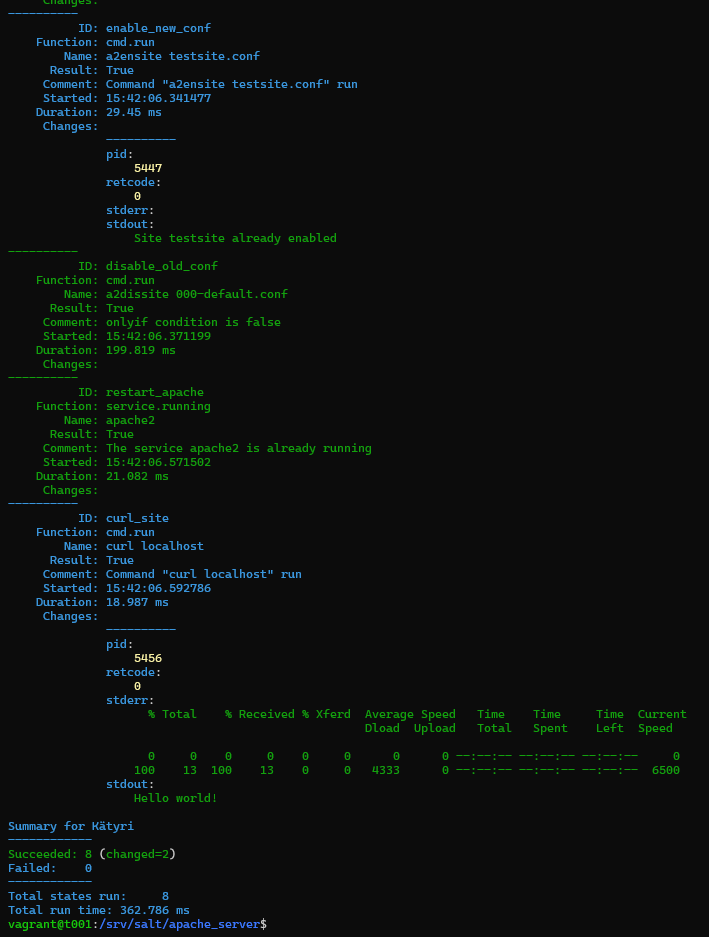 Changes:
----------
ID: enable_new_conf
Function: cmd.run
Name: a2ensite testsite.conf
Result: True
Comment: Command "a2ensite testsite.conf" run
Started: 15:42:06.341477
Duration: 29.45 ms
Changes:
----------
pid:
5447
retcode:
0
stderr:
stdout:
Site testsite already enabled
----------
ID: disable_old_conf
Function: cmd.run
Name: a2dissite 000-default.conf
Result: True
Comment: onlyif condition is false
Started: 15:42:06.371199
Duration: 199.819 ms
Changes:
----------
ID: restart_apache
Function: service.running
Name: apache2
Result: True
Comment: The service apache2 is already running
Started: 15:42:06.571502
Duration: 21.082 ms
Changes:
----------
ID: curl_site
Function: cmd.run
Name: curl localhost
Result: True
Comment: Command "curl localhost" run
Started: 15:42:06.592786
Duration: 18.987 ms
Changes:
----------
pid:
5456
retcode:
0
stderr:
% Total % Received % Xferd Average Speed Time Time Time Current
Dload Upload Total Spent Left Speed
0 0 0 0 0 0 0 0 --:--:-- --:--:-- --:--:-- 0
100 13 100 13 0 0 4333 0 --:--:-- --:--:-- --:--:-- 6500
stdout:
Hello world!
Summary for Kätyri
------------
Succeeded: 8 (changed=2)
Failed: 0
------------
Total states run: 8
Total run time: 362.786 ms
vagrant@t001:/srv/salt/apache_server$